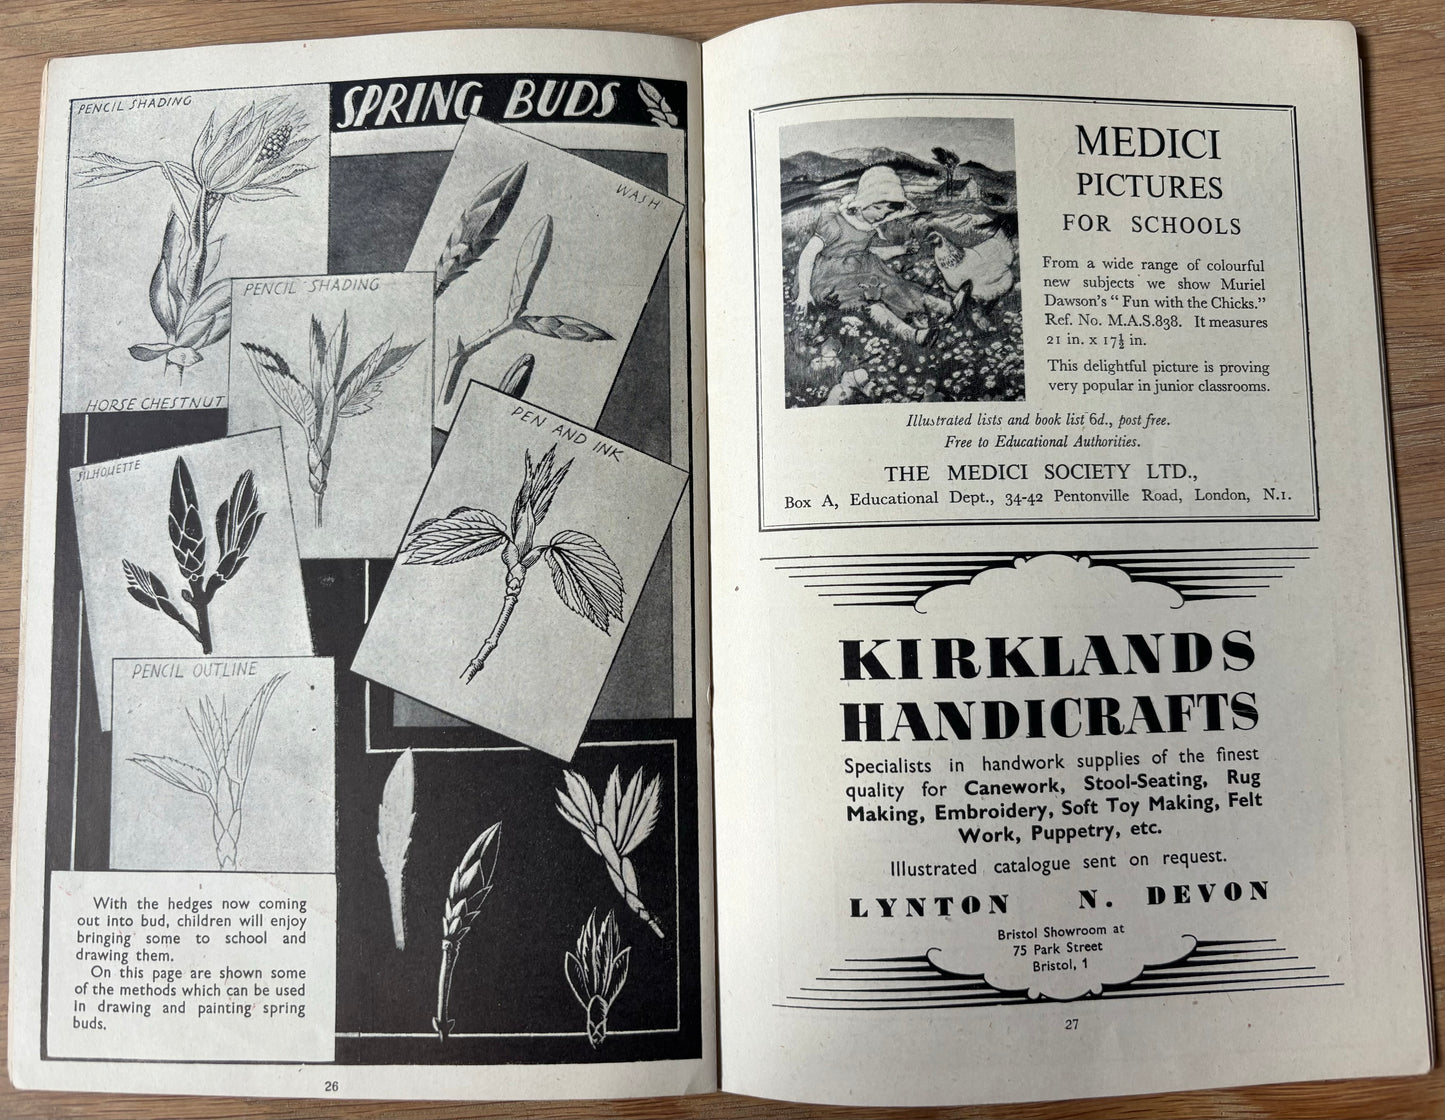 SPRING BUDS
PENCIL SHADING
HORSE CHESTNUT
WASH
PENCIL SHADING
PEN AND INK
SILHOUETTE
PENCIL OUTLINE
With the hedges now coming
out into bud, children will enjoy
bringing some to school and
drawing them.
On this page are shown some
of the methods which can be used
in drawing and painting spring
buds.
26
MEDICI
PICTURES
FOR SCHOOLS
From a wide range of colourful
new subjects we show Muriel
Dawson's "Fun with the Chicks."
Ref. No. M.A.S.838. It measures
21 in. x 17½ in.
This delightful picture is proving
very popular in junior classrooms.
Illustrated lists and book list 6d., post free.
Free to Educational Authorities.
THE MEDICI SOCIETY LTD.,
Box A, Educational Dept., 34-42 Pentonville Road, London, N.1.
KIRKLANDS
HANDICRAFTS
Specialists in handwork supplies of the finest
quality for Canework, Stool-Seating, Rug
Making, Embroidery, Soft Toy Making, Felt
Work, Puppetry, etc.
Illustrated catalogue sent on request.
LYNTON N. DEVON
Bristol Showroom at
75 Park Street
Bristol, 1
27